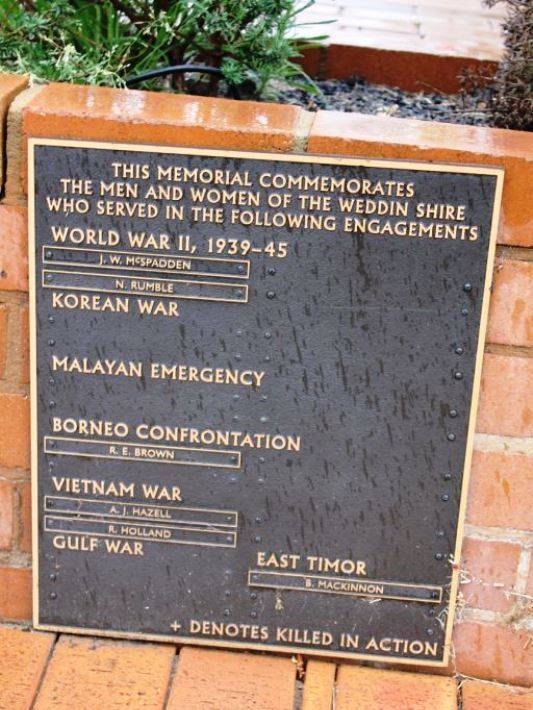 THIS MEMORIAL COMMEMORATES
THE MEN AND WOMEN OF THE WEDDIN SHIRE
WHO SERVED IN THE FOLLOWING ENGAGEMENTS
WORLD WAR II, 1939-45
J. W. McSPADDEN
N. RUMBLE
KOREAN WAR
MALAYAN EMERGENCY
BORNEO CONFRONTATION
R. E. BROWN
VIETNAM WAR
A. J. HAZELL
R. HOLLAND
GULF WAR
EAST TIMOR
B. MACKINNON
+ DENOTES KILLED IN ACTION